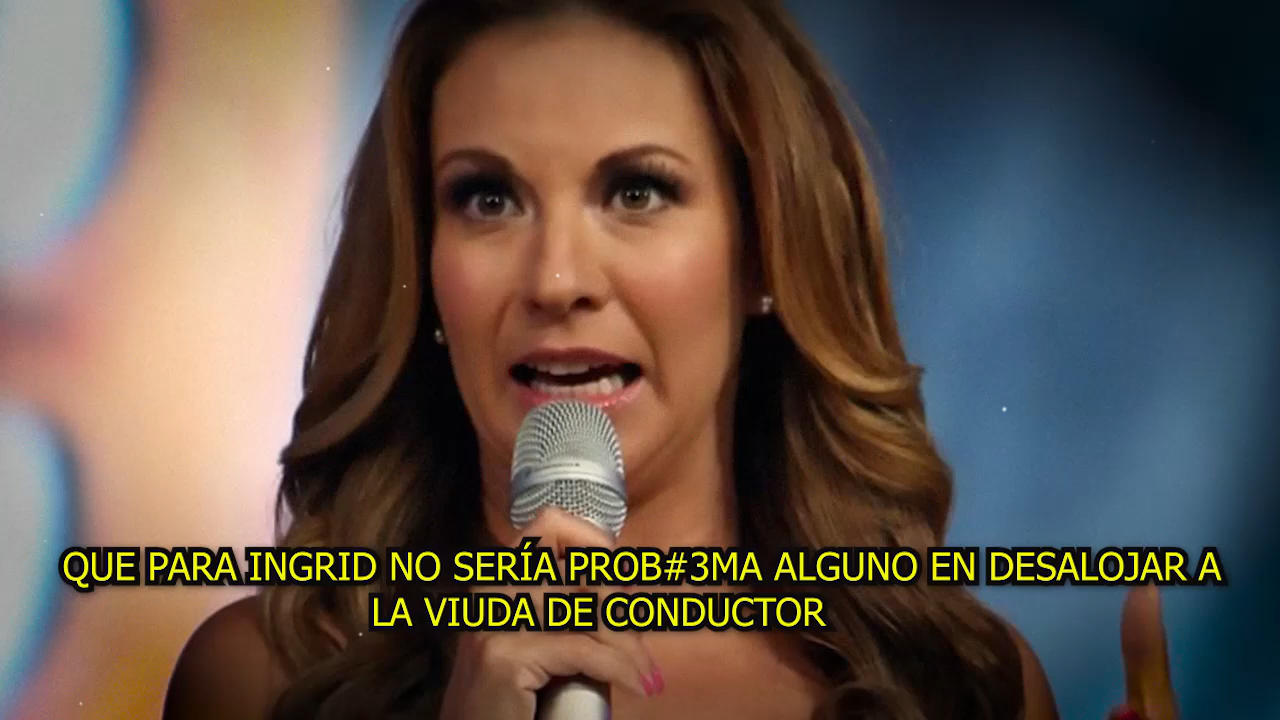 QUE PARA INGRID NO SERÍA PROB#3MA ALGUNO EN DESALOJAR A
LA VIUDA DE CONDUCTOR